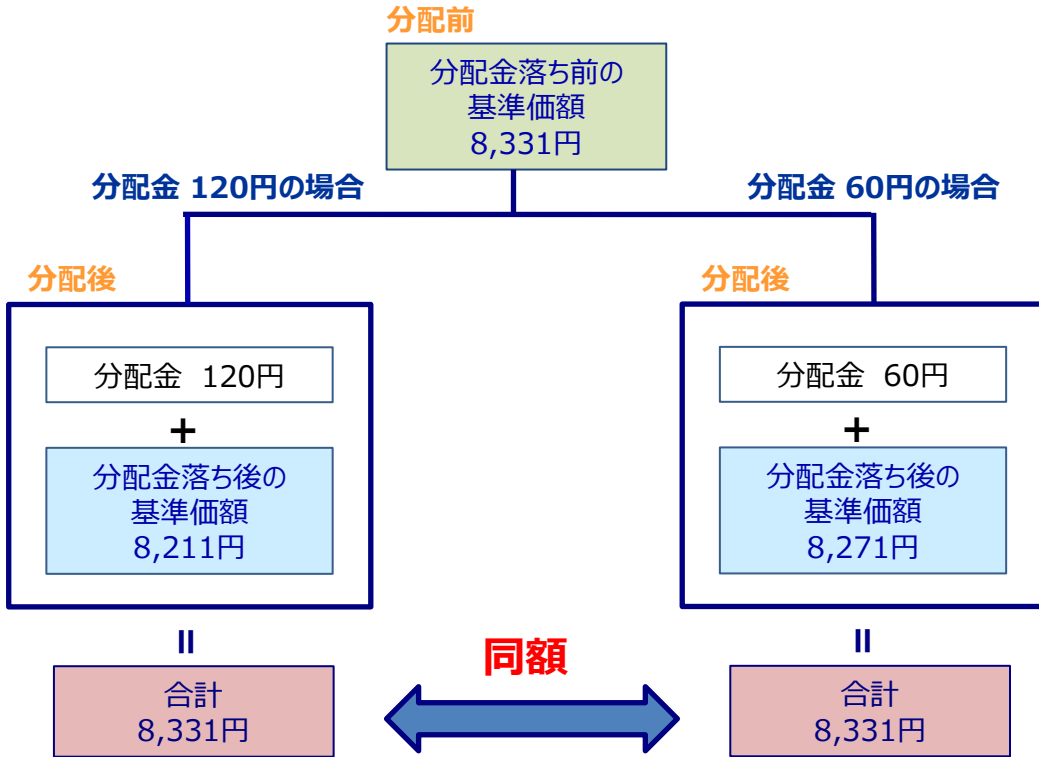 分配前
分配金落ち前の
基準価額
8,331円
分配金 120円の場合
分配金 60円の場合
分配後
分配金 120円
+
分配金落ち後の
基準価額
8,211円
=
合計
8,331円
分配後
分配金 60円
+
分配金落ち後の
基準価額
8,271円
=
合計
8,331円
同額